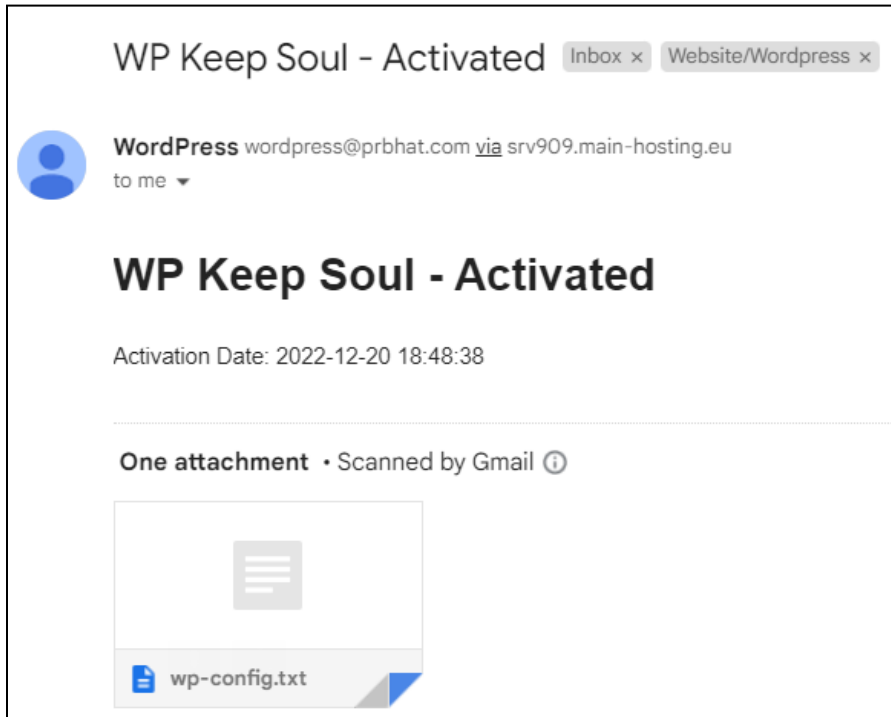 WP Keep Soul - Activated Inbox × Website/Wordpress ×
WordPress wordpress@prbhat.com via srv909.main-hosting.eu
to me
WP Keep Soul - Activated
Activation Date: 2022-12-20 18:48:38
One attachment • Scanned by Gmail
wp-config.txt